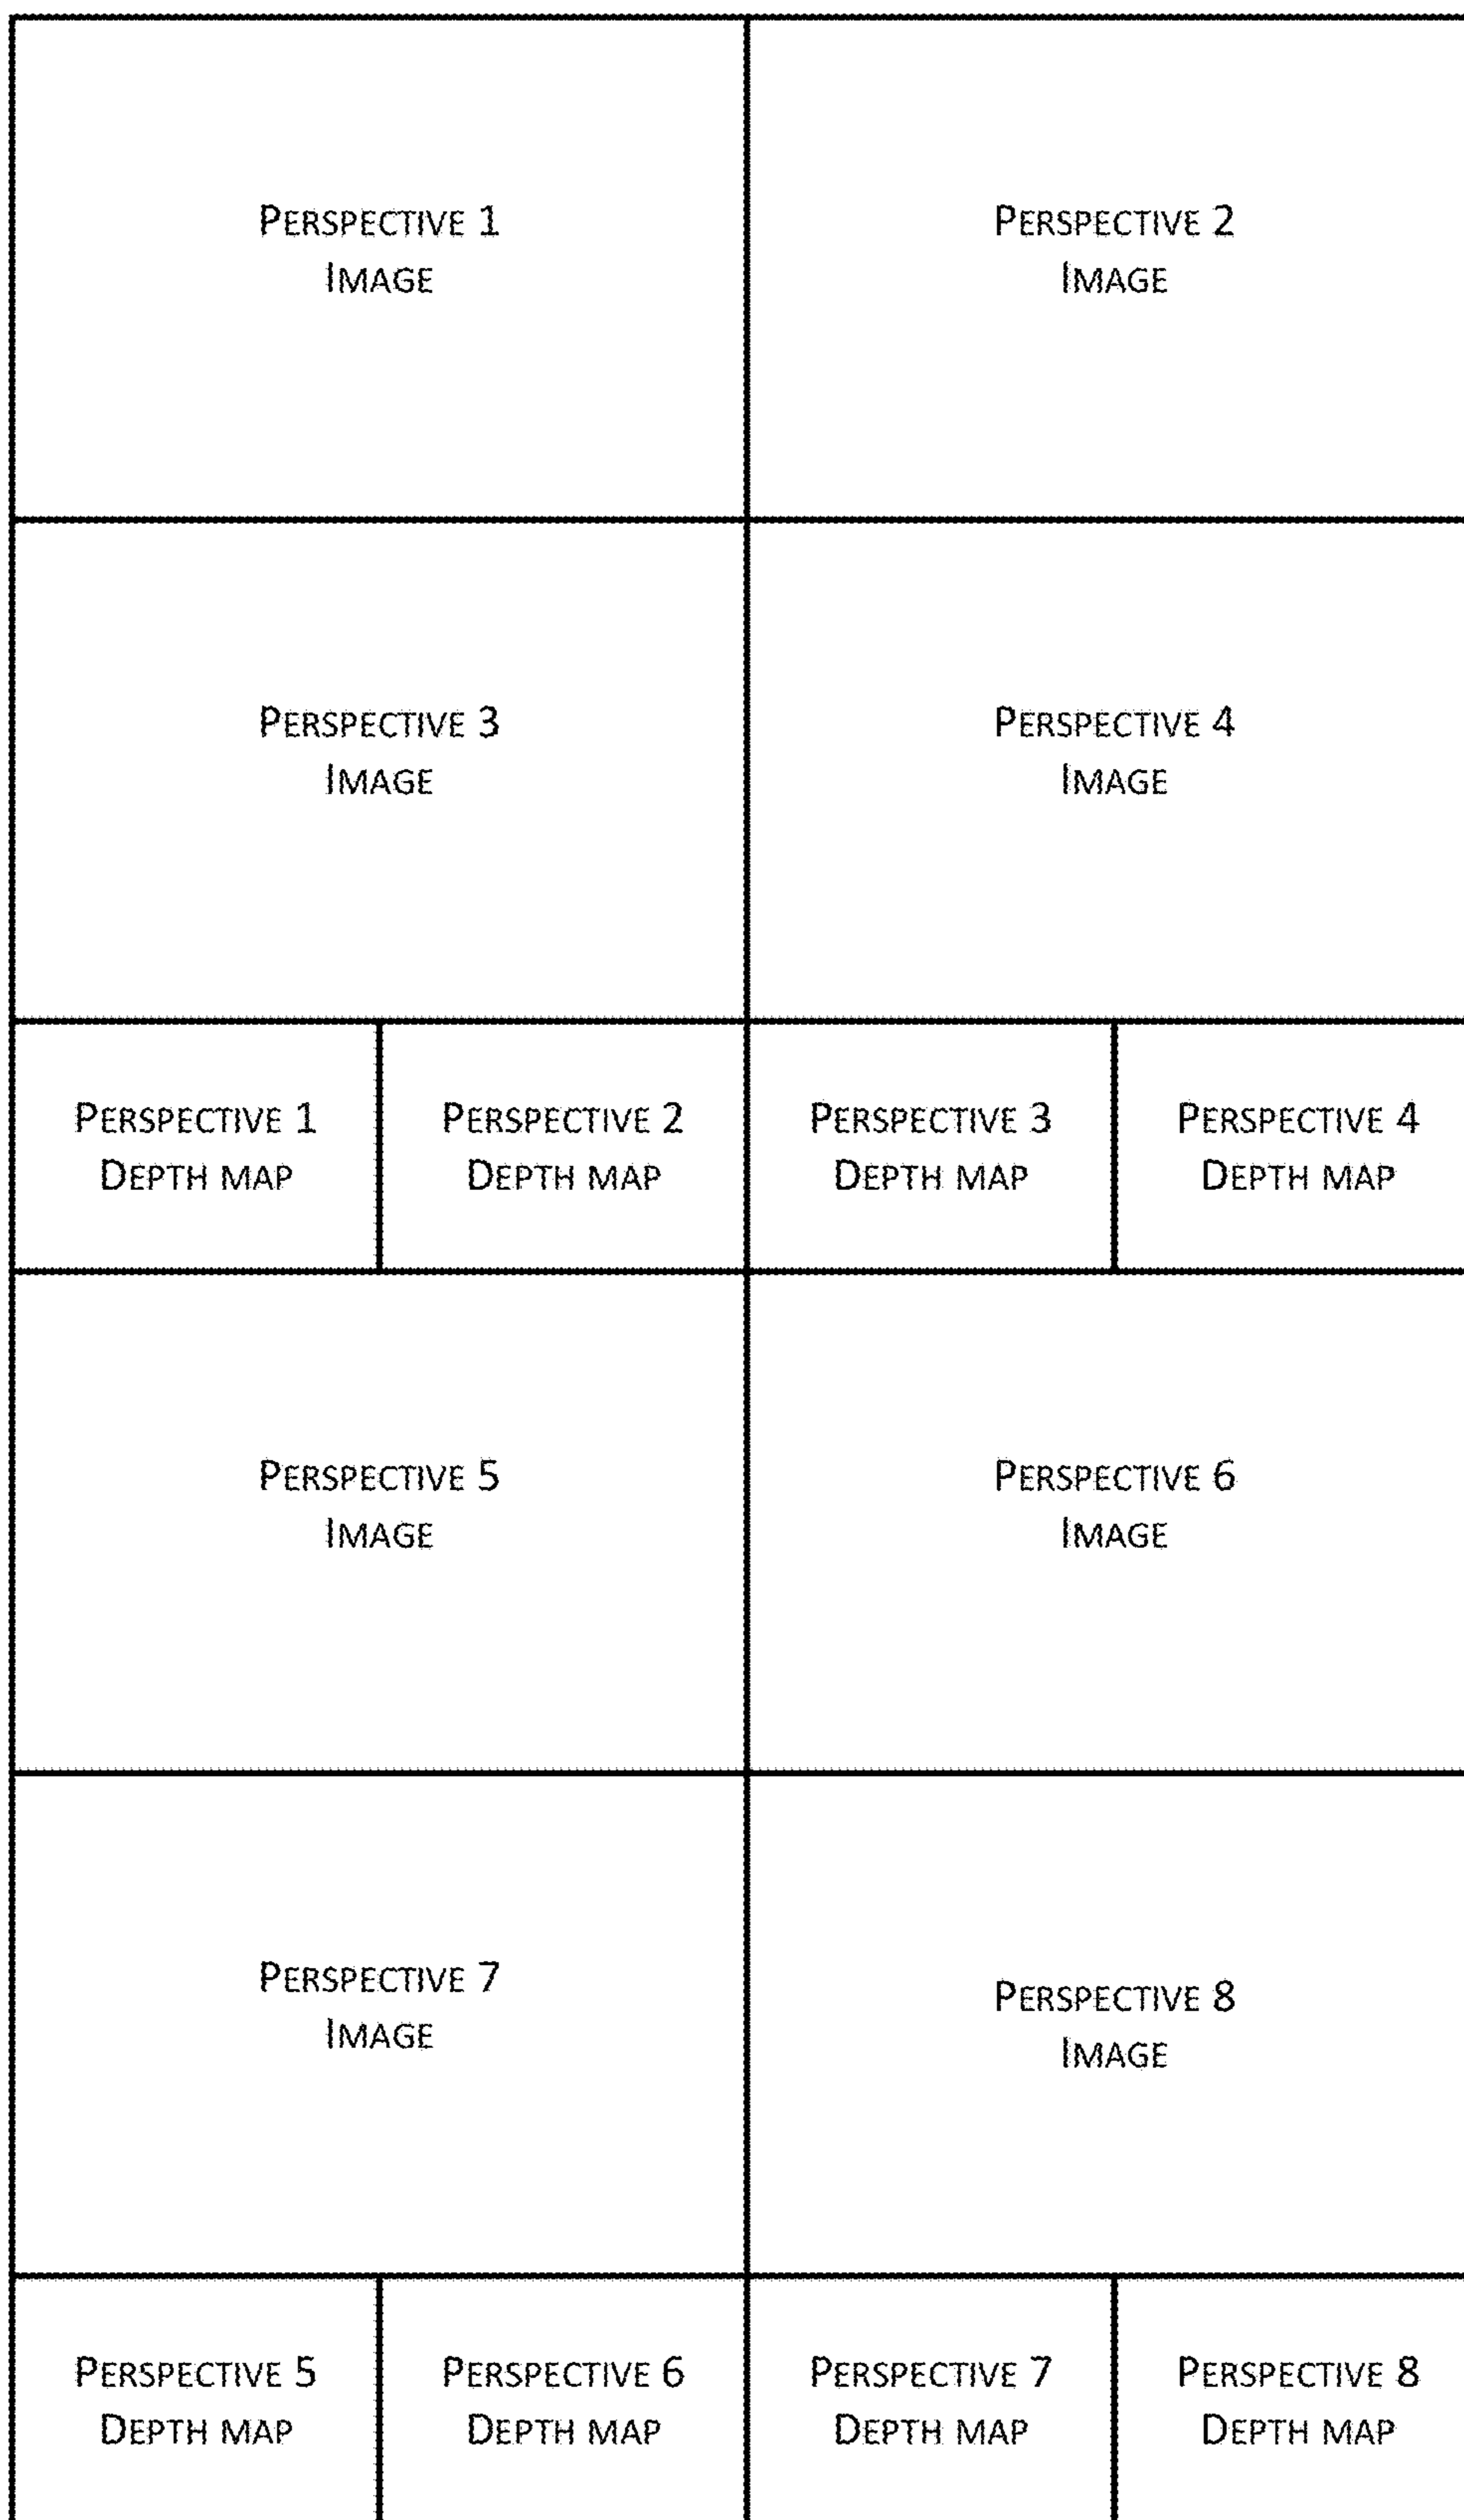 Perspective 1
Image
Perspective 2
Image
Perspective 3
Image
Perspective 4
Image
Perspective 1
Depth map
Perspective 2
Depth map
Perspective 3
Depth map
Perspective 4
Depth map
Perspective 5
Image
Perspective 6
Image
Perspective 7
Image
Perspective 8
Image
Perspective 5
Depth map
Perspective 6
Depth map
Perspective 7
Depth map
Perspective 8
Depth map